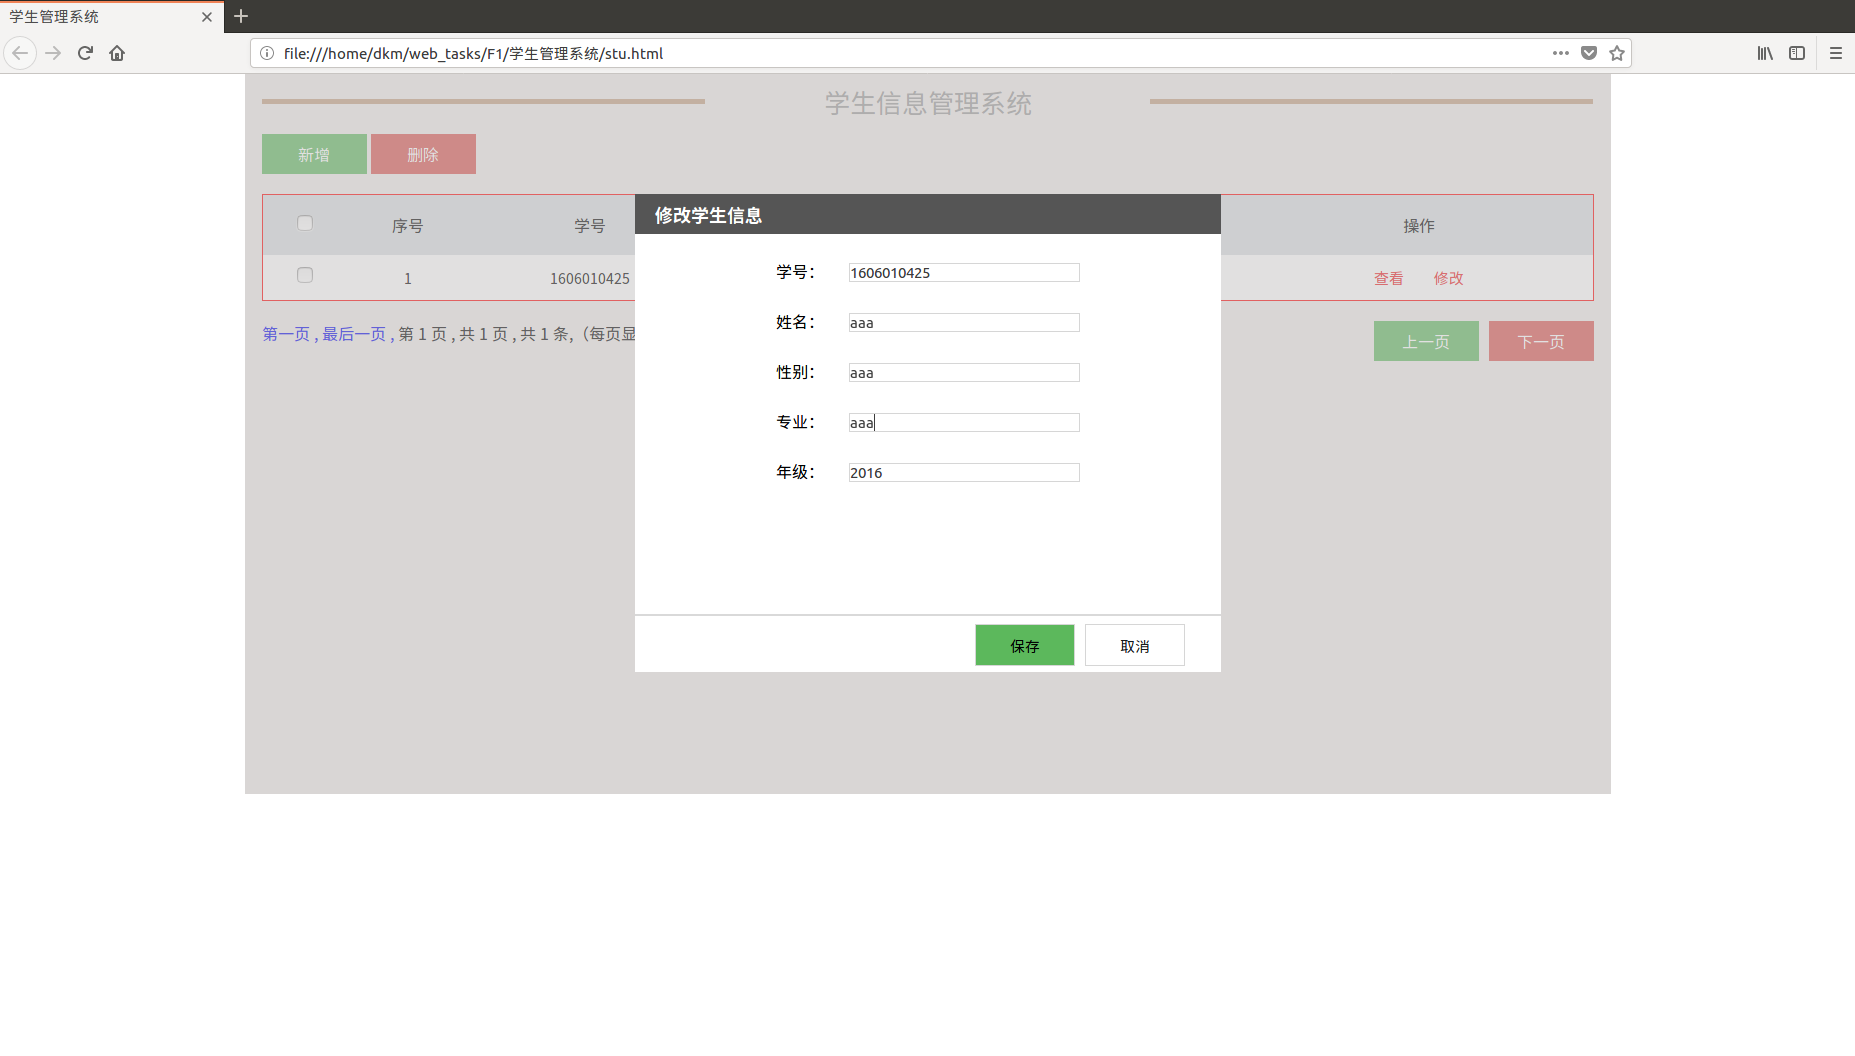 学生管理系统
file:///home/dkm/web_tasks/F1/学生管理系统/stu.html
学生信息管理系统
新增 删除
序号 学号 操作
1 1606010425 查看 修改
第一页 , 最后一页 , 第 1 页 , 共 1 页 , 共 1 条,（每页显
上一页 下一页
修改学生信息
学号： 1606010425
姓名： aaa
性别： aaa
专业： aaa
年级： 2016
保存 取消